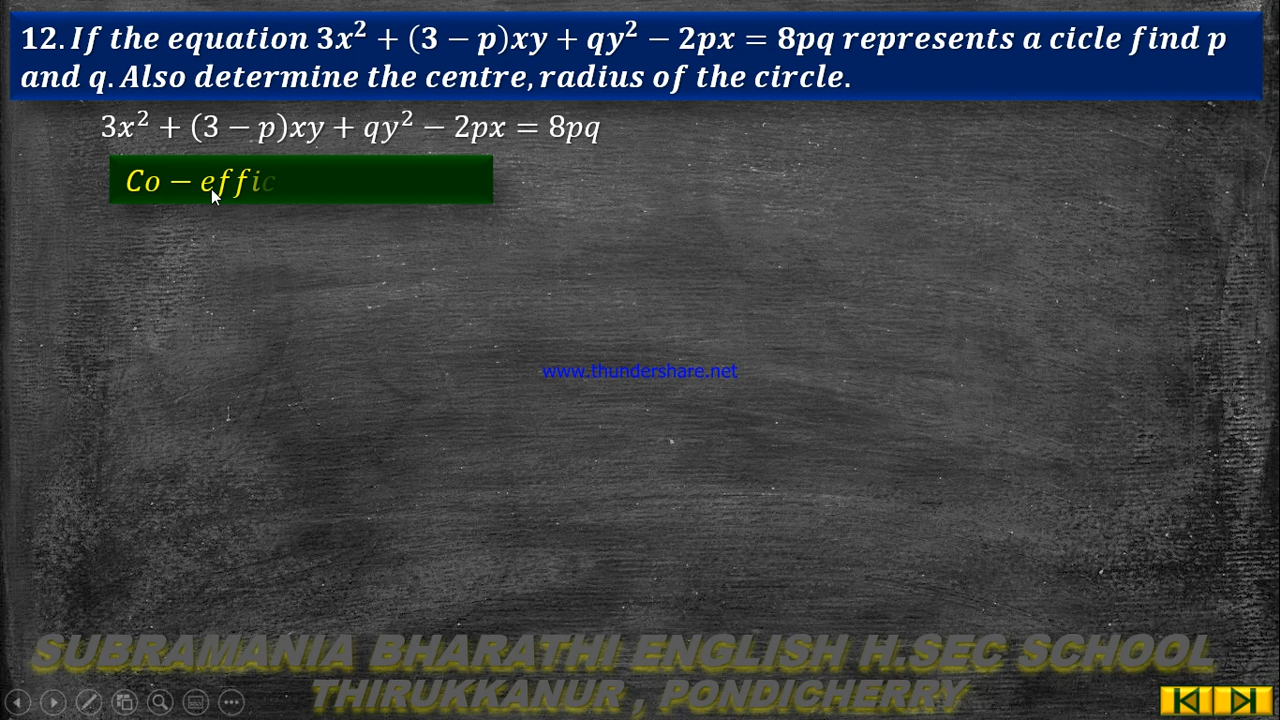 12. If the equation 3x² + (3 − p)xy + qy² − 2px = 8pq represents a cicle find p
and q. Also determine the centre, radius of the circle.
3x² + (3 − p)xy + qy² − 2px = 8pq
Co − effic
www.thundershare.net
SUBRAMANIA BHARATHI ENGLISH H.SEC SCHOOL
THIRUKKANUR , PONDICHERRY